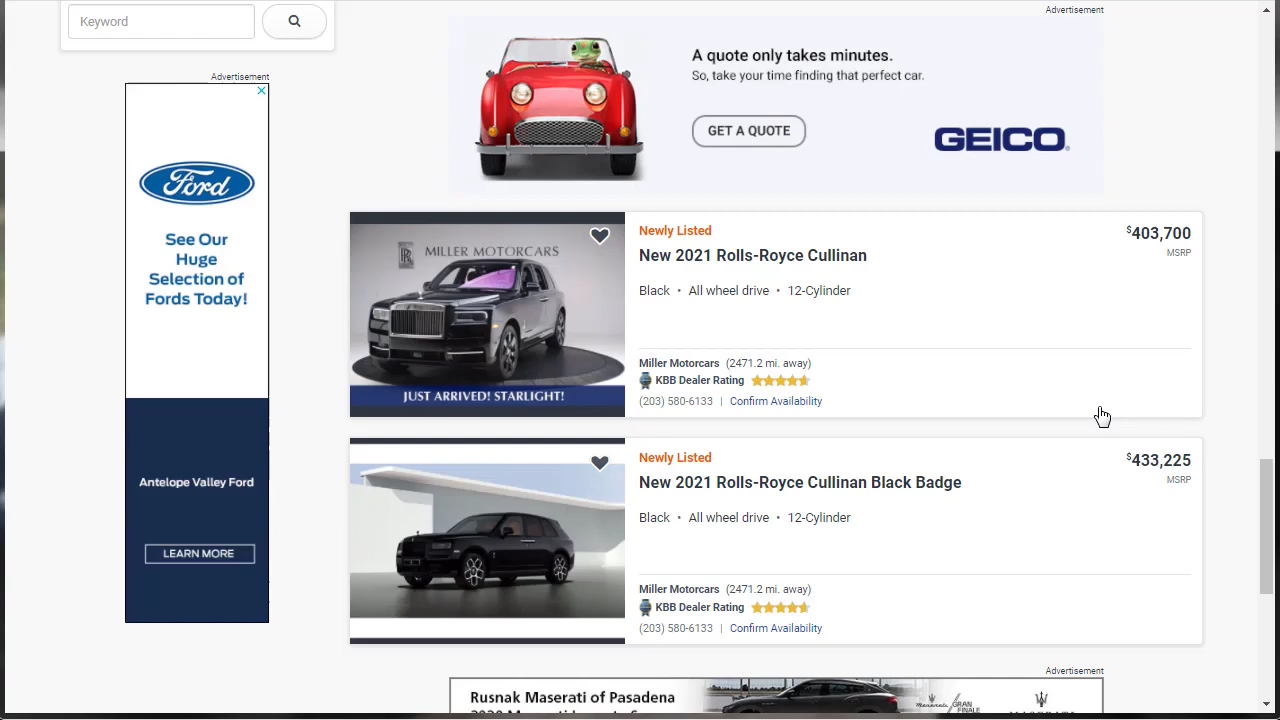 Keyword
Advertisement
A quote only takes minutes.
So, take your time finding that perfect car.
GET A QUOTE
GEICO
Advertisement
Ford
See Our
Huge
Selection of
Fords Today!
Antelope Valley Ford
LEARN MORE
MILLER MOTORCARS
JUST ARRIVED! STARLIGHT!
Newly Listed
$403,700
New 2021 Rolls-Royce Cullinan
MSRP
Black • All wheel drive • 12-Cylinder
Miller Motorcars (2471.2 mi. away)
KBB Dealer Rating
(203) 580-6133 | Confirm Availability
Newly Listed
$433,225
New 2021 Rolls-Royce Cullinan Black Badge
MSRP
Black • All wheel drive • 12-Cylinder
Miller Motorcars (2471.2 mi. away)
KBB Dealer Rating
(203) 580-6133 | Confirm Availability
Advertisement
Rusnak Maserati of Pasadena